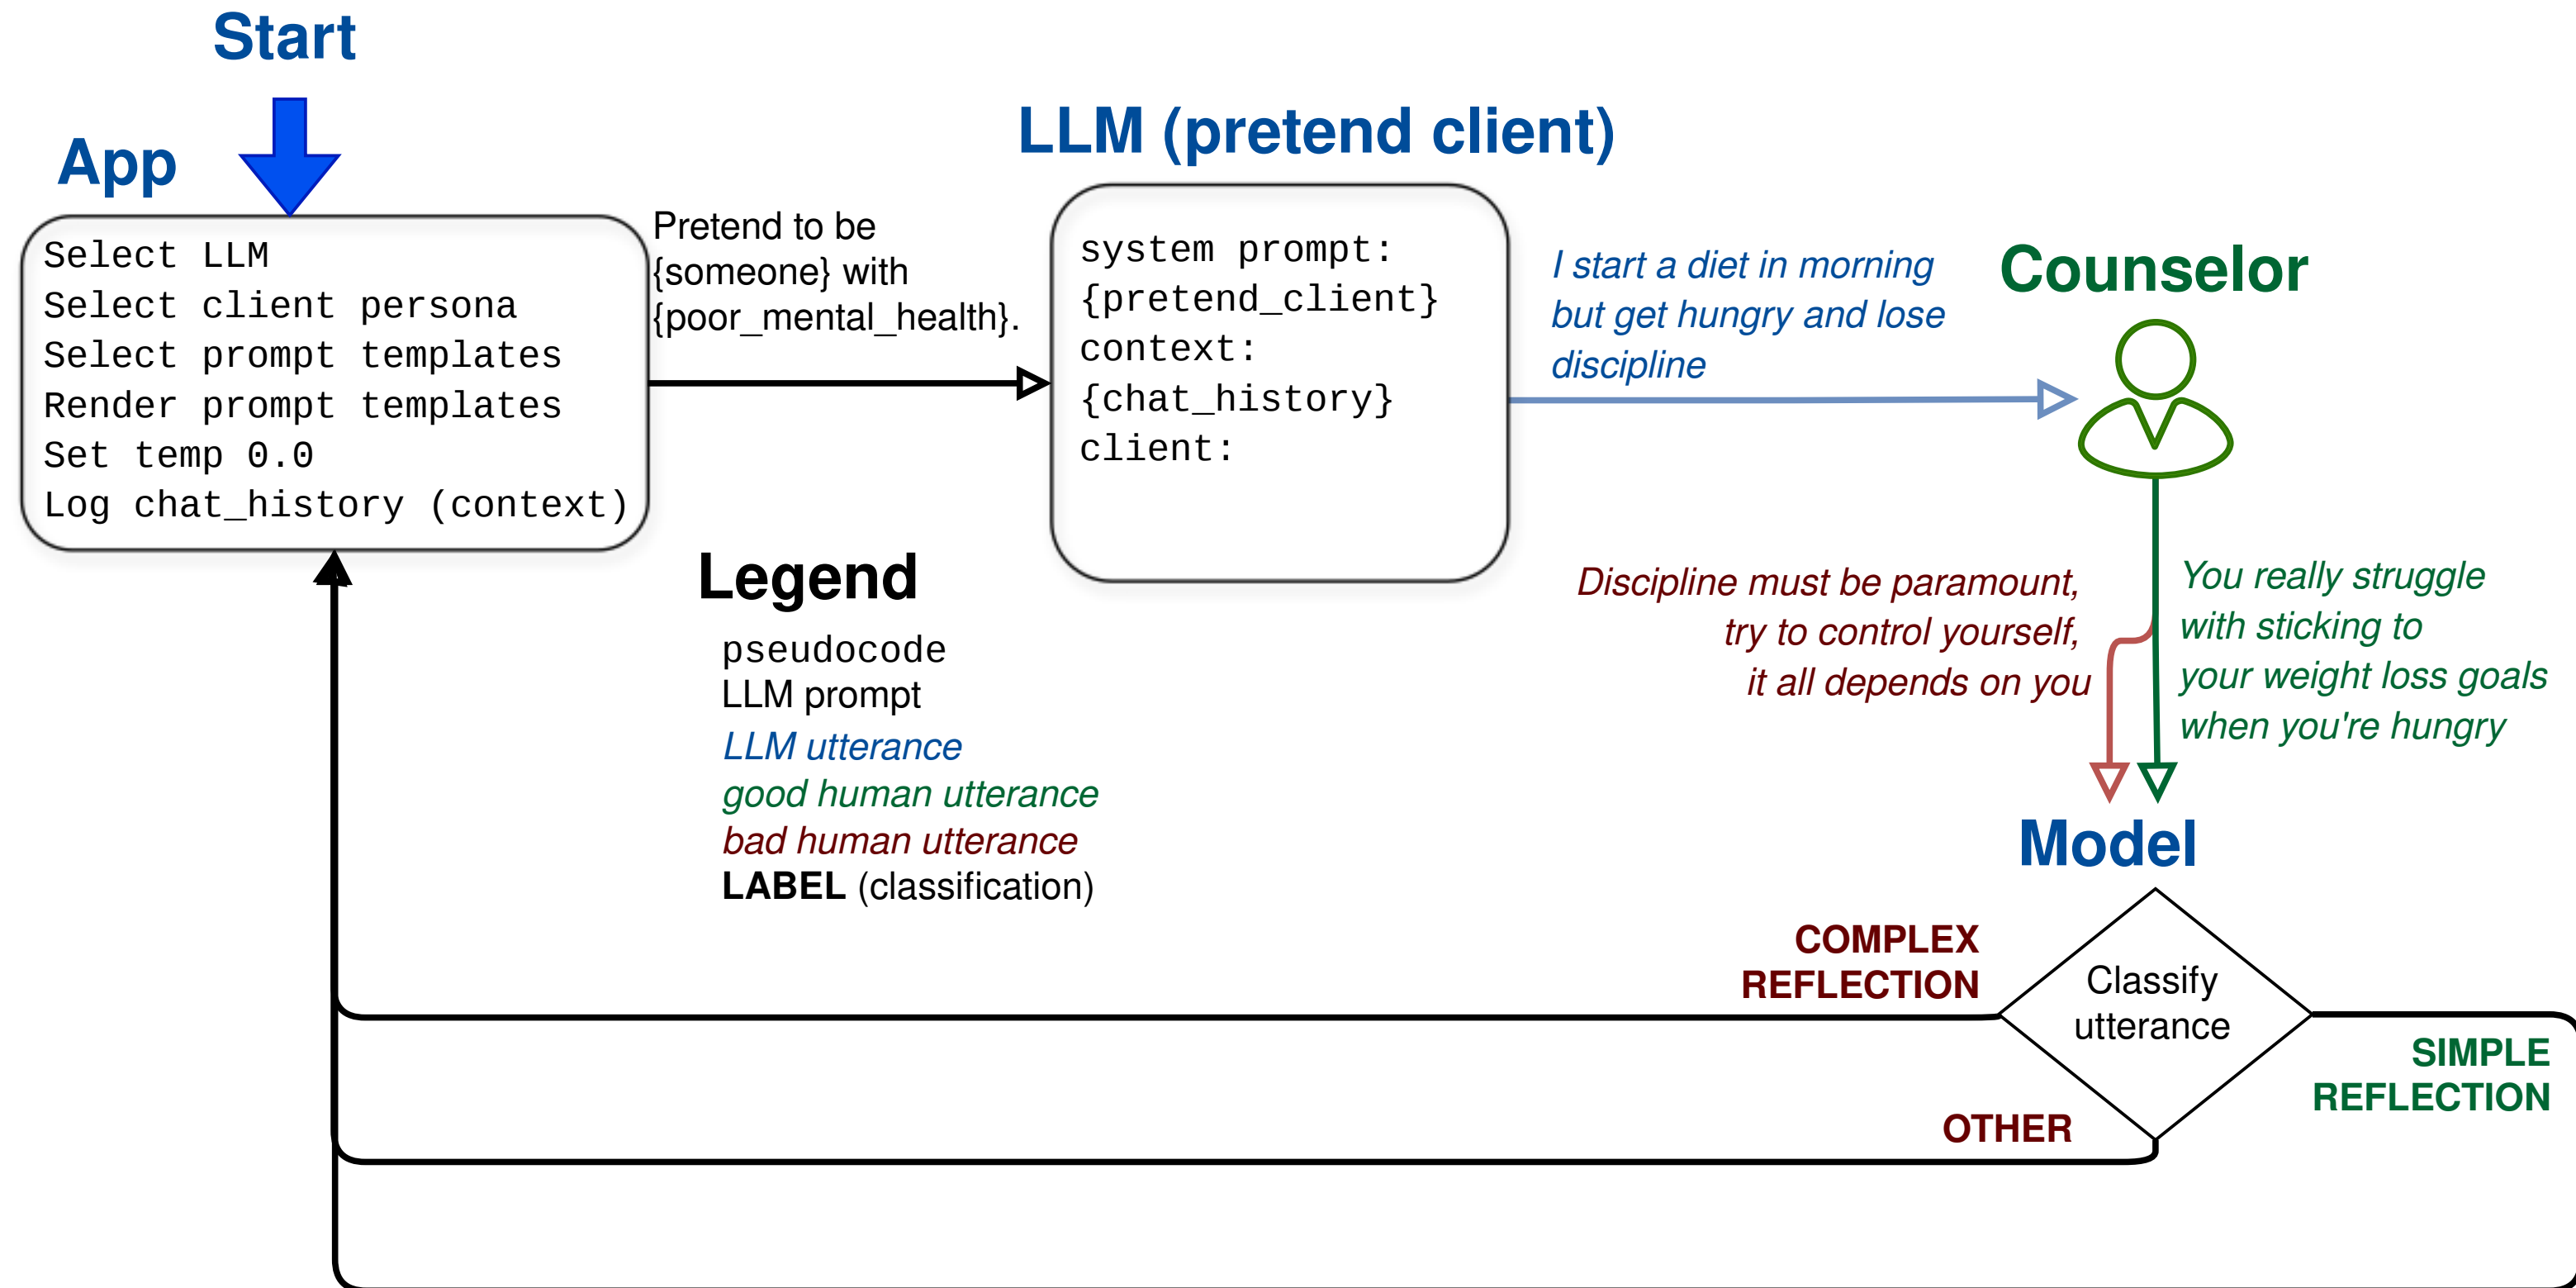 Start
App
Select LLM
Select client persona
Select prompt templates
Render prompt templates
Set temp 0.0
Log chat_history (context)
Pretend to be
{someone} with
{poor_mental_health}.
LLM (pretend client)
system prompt:
{pretend_client}
context:
{chat_history}
client:
I start a diet in morning
but get hungry and lose
discipline
Counselor
Discipline must be paramount,
try to control yourself,
it all depends on you
You really struggle
with sticking to
your weight loss goals
when you're hungry
Legend
pseudocode
LLM prompt
LLM utterance
good human utterance
bad human utterance
LABEL (classification)
Model
Classify
utterance
COMPLEX
REFLECTION
SIMPLE
REFLECTION
OTHER